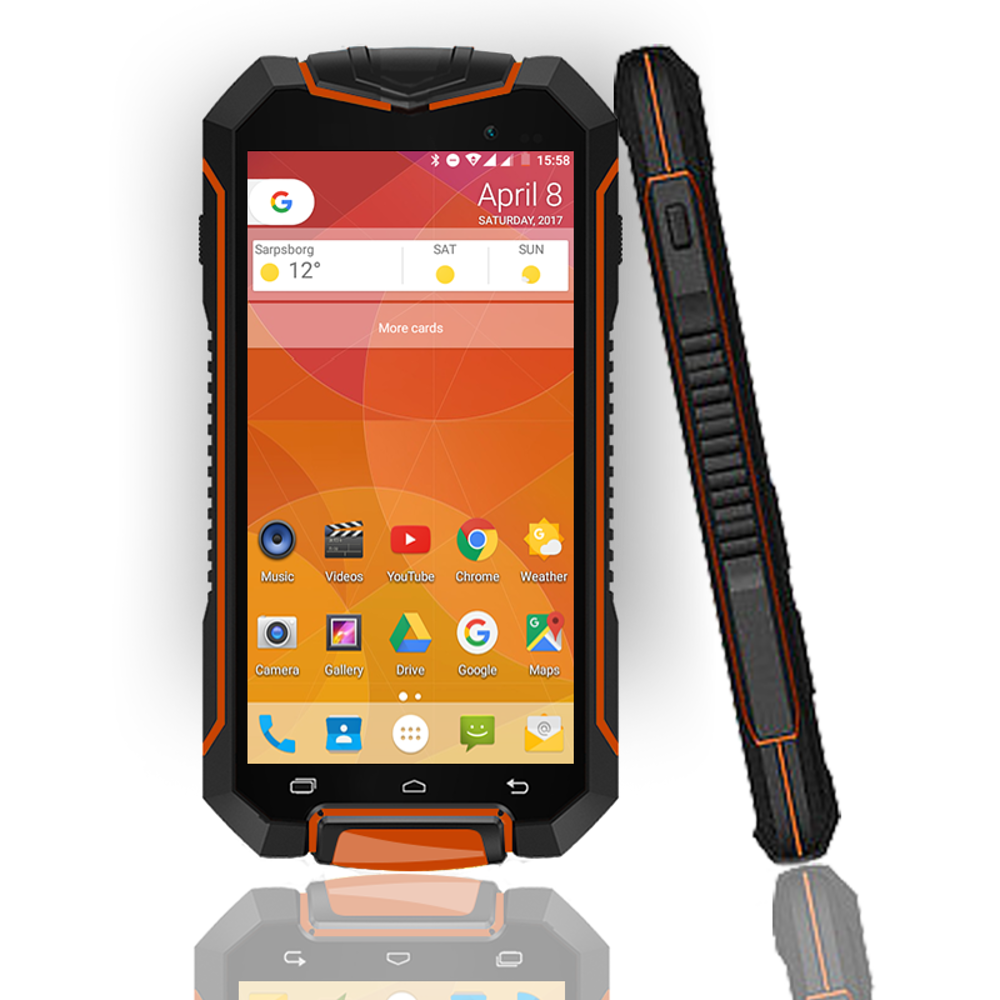 15:58
April 8
SATURDAY, 2017
Sarpsborg
12°
SAT
SUN
More cards
Music Videos YouTube Chrome Weather
Camera Gallery Drive Google Maps